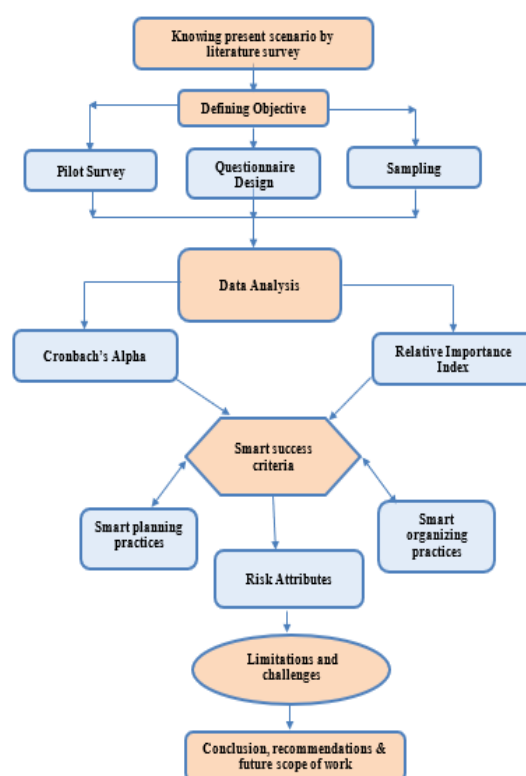 Knowing present scenario by
literature survey
Defining Objective
Pilot Survey
Questionnaire
Design
Sampling
Data Analysis
Cronbach's Alpha
Relative Importance
Index
Smart success
criteria
Smart planning
practices
Smart
organizing
practices
Risk Attributes
Limitations and
challenges
Conclusion, recommendations &
future scope of work